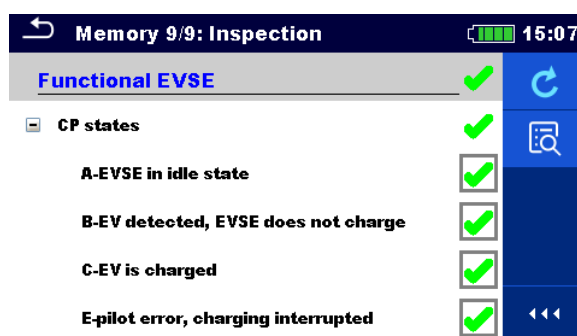 Memory 9/9: Inspection 15:07
Functional EVSE
CP states
A-EVSE in idle state
B-EV detected, EVSE does not charge
C-EV is charged
E-pilot error, charging interrupted